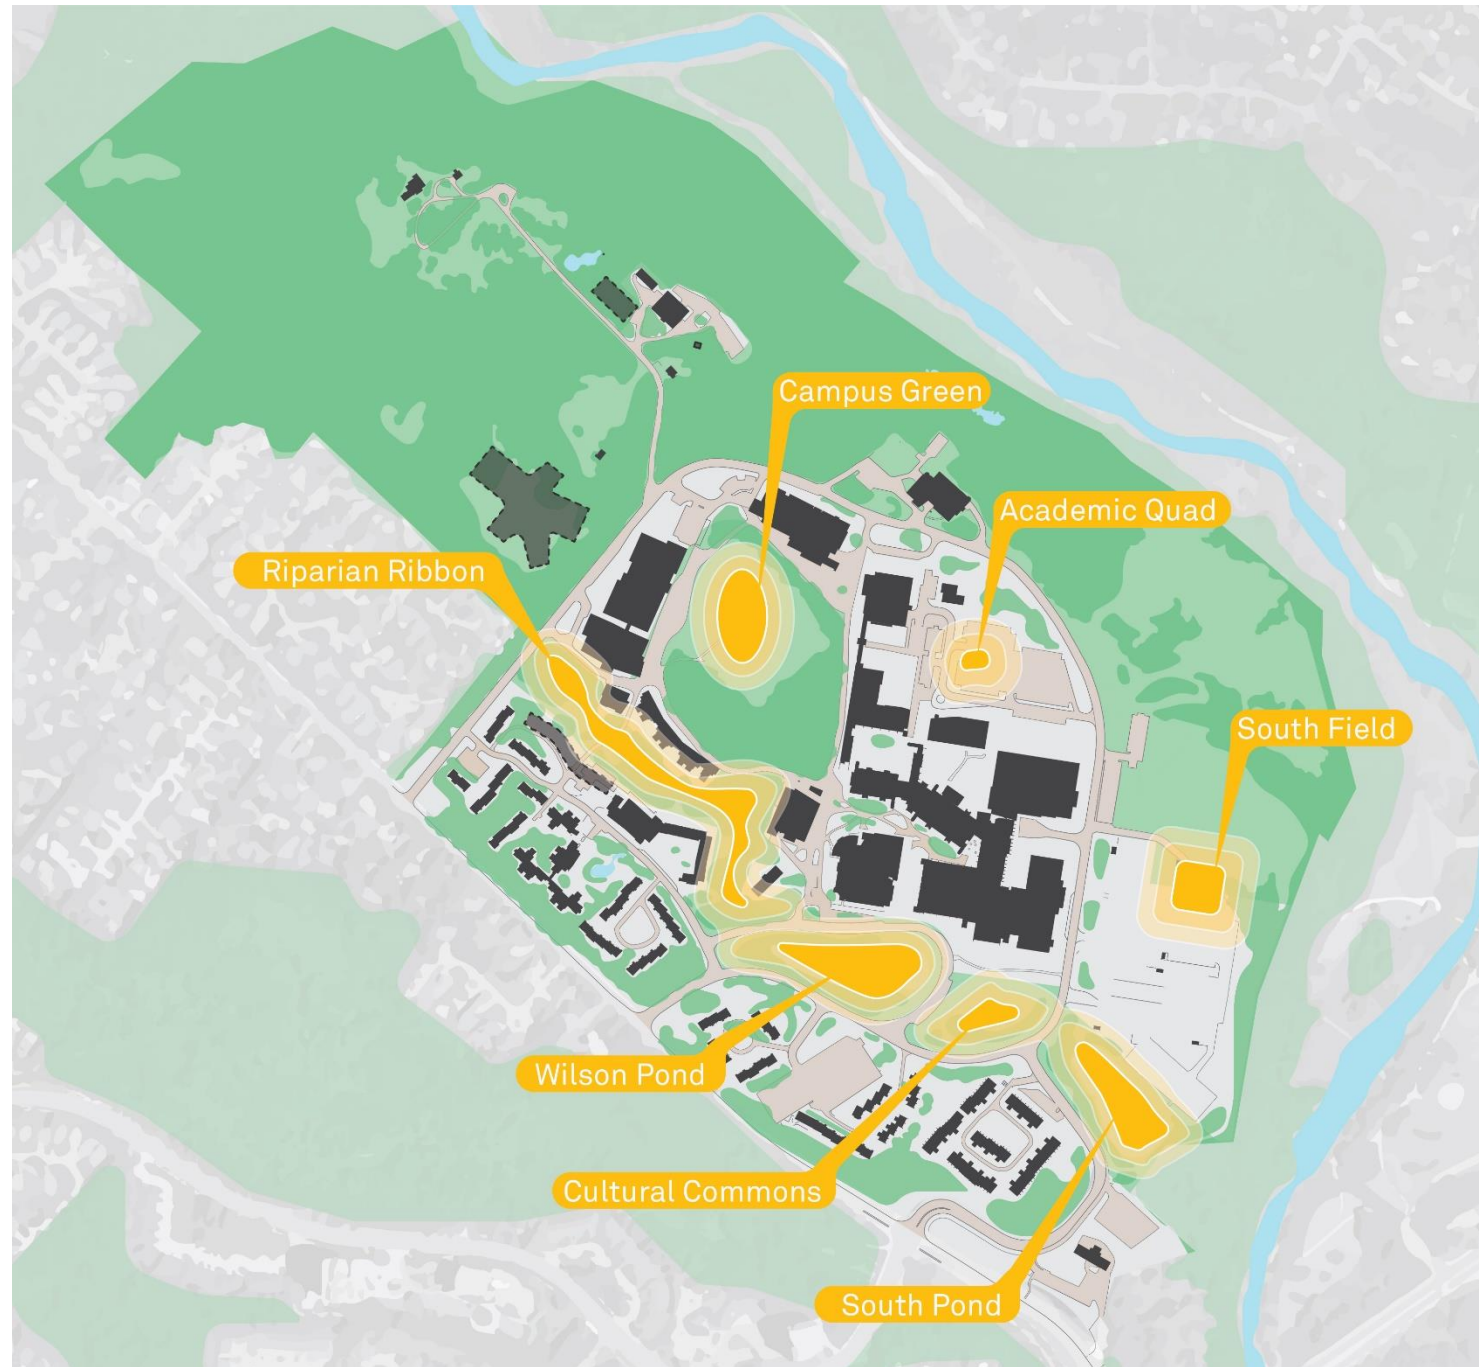 Campus Green
Academic Quad
Riparian Ribbon
South Field
Wilson Pond
Cultural Commons
South Pond